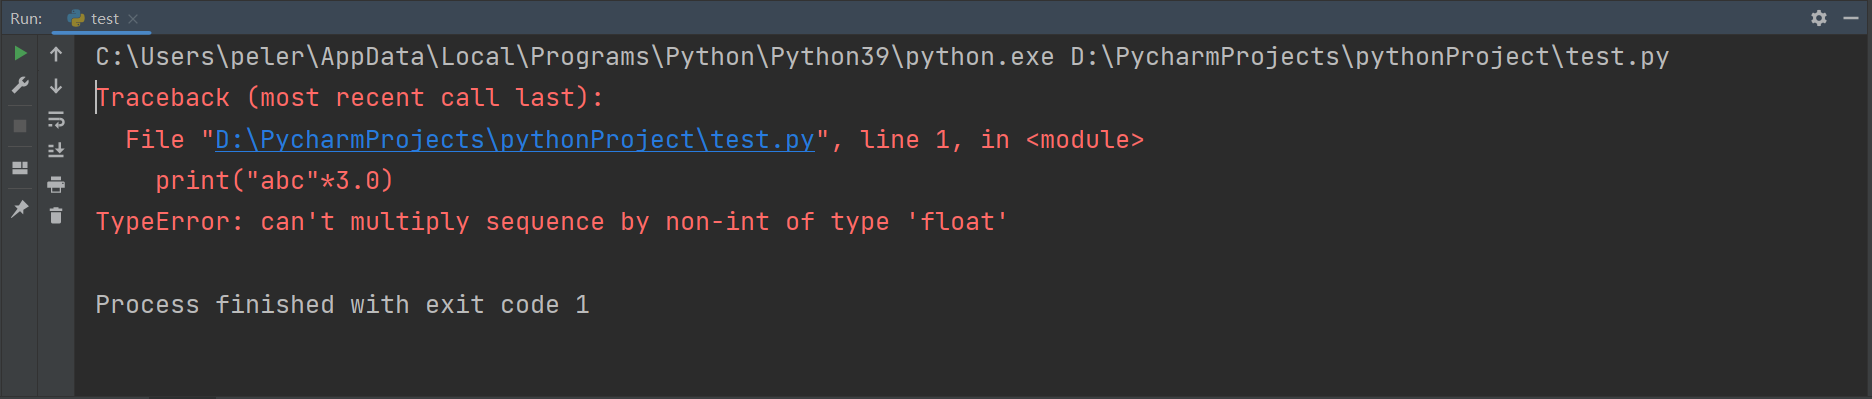 Run: test
C:\Users\peler\AppData\Local\Programs\Python\Python39\python.exe D:\PycharmProjects\pythonProject\test.py
Traceback (most recent call last):
  File "D:\PycharmProjects\pythonProject\test.py", line 1, in <module>
    print("abc"*3.0)
TypeError: can't multiply sequence by non-int of type 'float'
Process finished with exit code 1